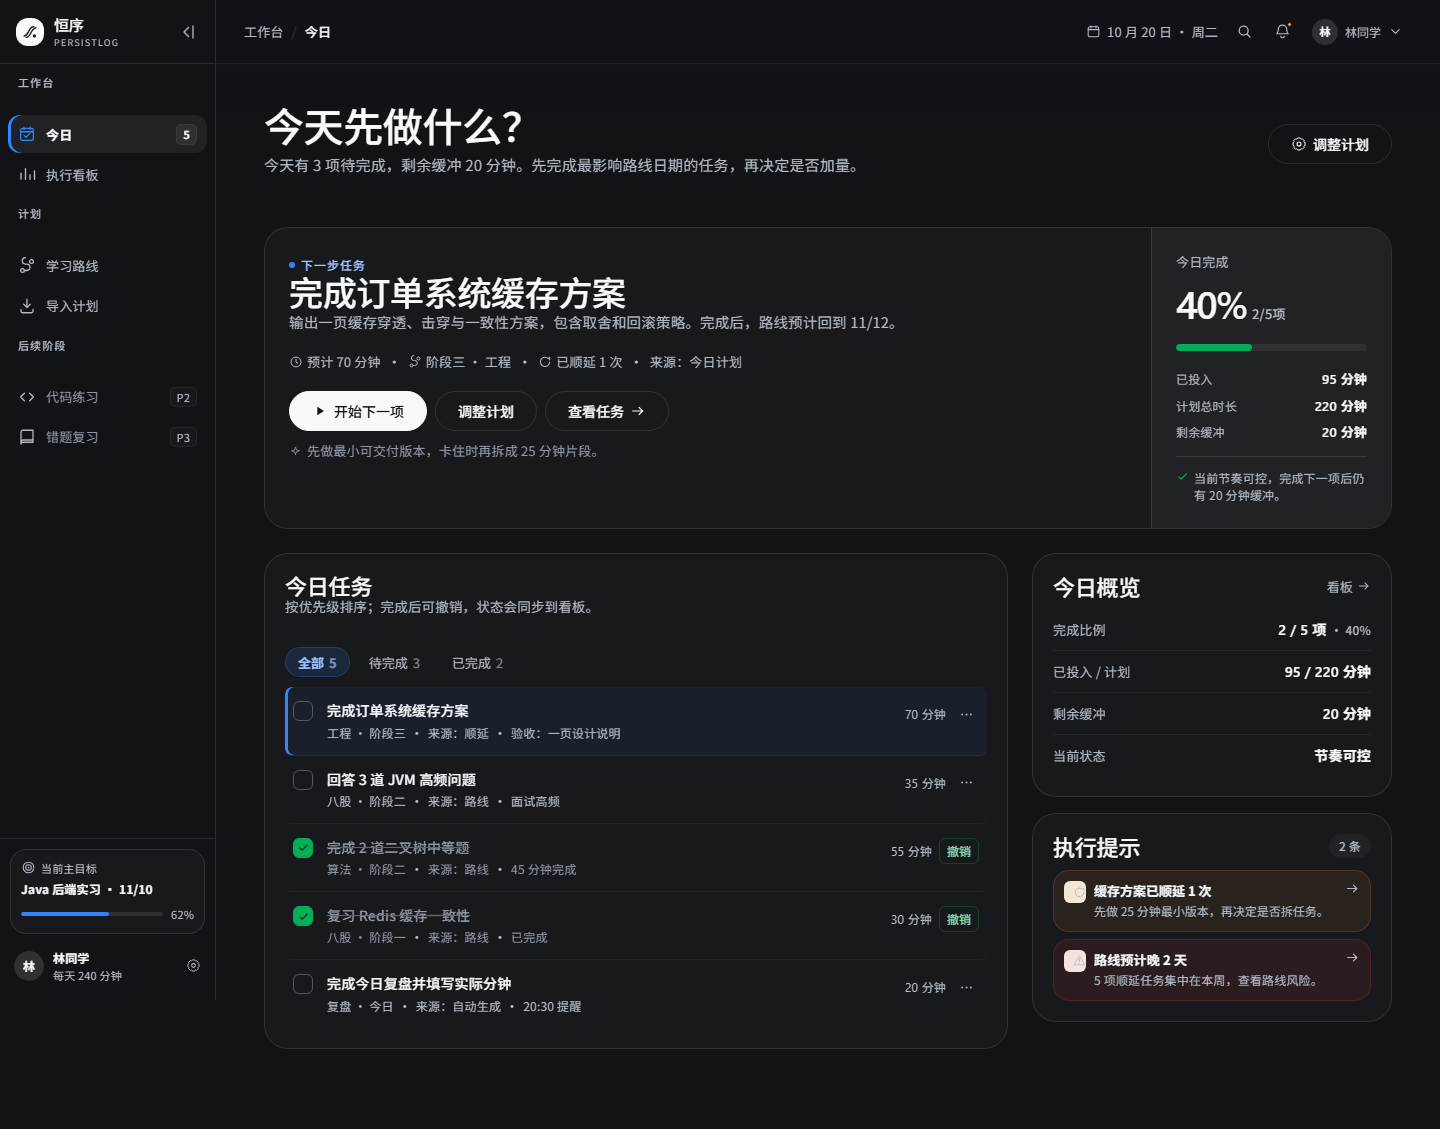 恒序
PERSISTLOG
工作台
今日 5
执行看板
计划
学习路线
导入计划
后续阶段
代码练习 P2
错题复习 P3
当前主目标
Java 后端实习 • 11/10
62%
林 林同学
每天 240 分钟
工作台 / 今日
10 月 20 日 • 周二
林 林同学
今天先做什么？
今天有 3 项待完成，剩余缓冲 20 分钟。先完成最影响路线日期的任务，再决定是否加量。
调整计划
下一步任务
完成订单系统缓存方案
输出一页缓存穿透、击穿与一致性方案，包含取舍和回滚策略。完成后，路线预计回到 11/12。
预计 70 分钟 • 阶段三 • 工程 • 已顺延 1 次 • 来源：今日计划
开始下一项 调整计划 查看任务 →
先做最小可交付版本，卡住时再拆成 25 分钟片段。
今日完成
40% 2/5项
已投入 95 分钟
计划总时长 220 分钟
剩余缓冲 20 分钟
当前节奏可控，完成下一项后仍
有 20 分钟缓冲。
今日任务
按优先级排序；完成后可撤销，状态会同步到看板。
全部 5 待完成 3 已完成 2
完成订单系统缓存方案 70 分钟 ···
工程 • 阶段三 • 来源：顺延 • 验收：一页设计说明
回答 3 道 JVM 高频问题 35 分钟 ···
八股 • 阶段二 • 来源：路线 • 面试高频
完成 2 道二叉树中等题 55 分钟 撤销
算法 • 阶段二 • 来源：路线 • 45 分钟完成
复习 Redis 缓存一致性 30 分钟 撤销
八股 • 阶段一 • 来源：路线 • 已完成
完成今日复盘并填写实际分钟 20 分钟 ···
复盘 • 今日 • 来源：自动生成 • 20:30 提醒
今日概览 看板 →
完成比例 2 / 5 项 • 40%
已投入 / 计划 95 / 220 分钟
剩余缓冲 20 分钟
当前状态 节奏可控
执行提示 2 条
缓存方案已顺延 1 次 →
先做 25 分钟最小版本，再决定是否拆任务。
路线预计晚 2 天 →
5 项顺延任务集中在本周，查看路线风险。